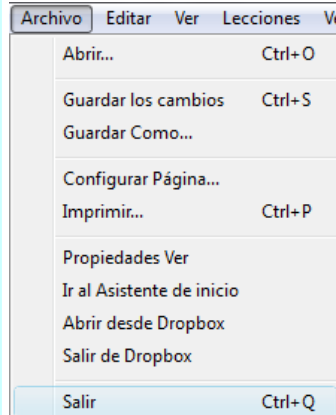 Archivo Editar Ver Lecciones
Abrir... Ctrl+O
Guardar los cambios Ctrl+S
Guardar Como...
Configurar Página...
Imprimir... Ctrl+P
Propiedades Ver
Ir al Asistente de inicio
Abrir desde Dropbox
Salir de Dropbox
Salir Ctrl+Q